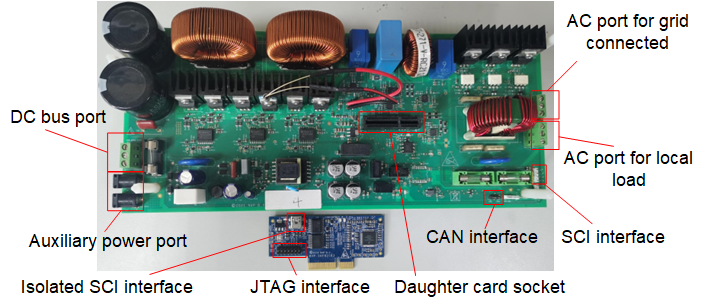 AC port for grid
connected
DC bus port
AC port for local
load
4
Auxiliary power port
CAN interface
SCI interface
Isolated SCI interface
JTAG interface
Daughter card socket